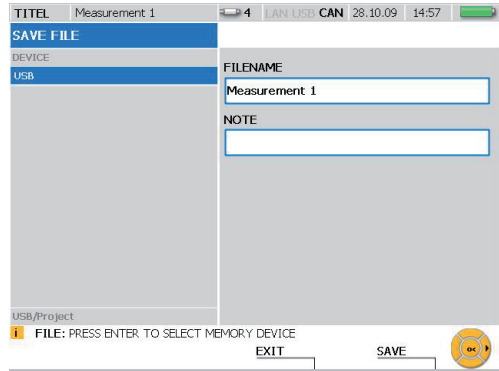 TITEL Measurement 1 4 LAN USB CAN 28.10.09 14:57
SAVE FILE
DEVICE
USB
FILENAME
Measurement 1
NOTE
USB/Project
i FILE: PRESS ENTER TO SELECT MEMORY DEVICE
EXIT SAVE
OK